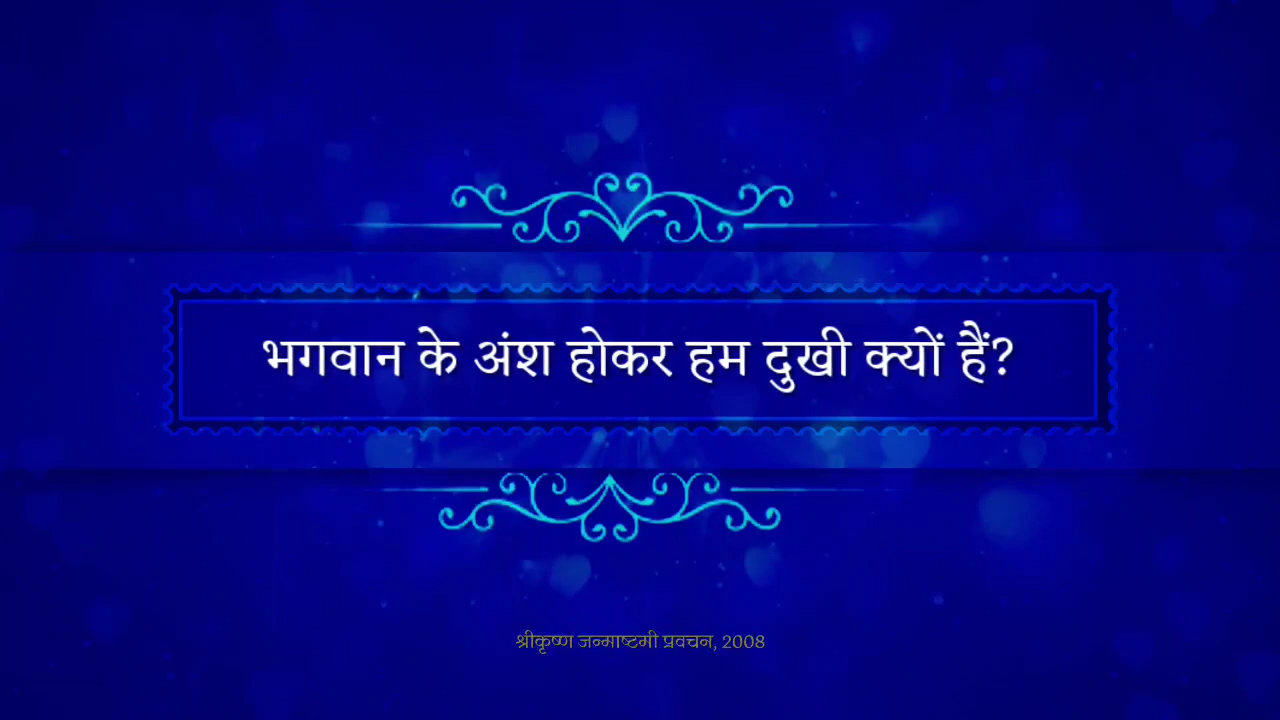 भगवान के अंश होकर हम दुखी क्यों हैं?
श्रीकृष्ण जन्माष्टमी प्रवचन, 2008